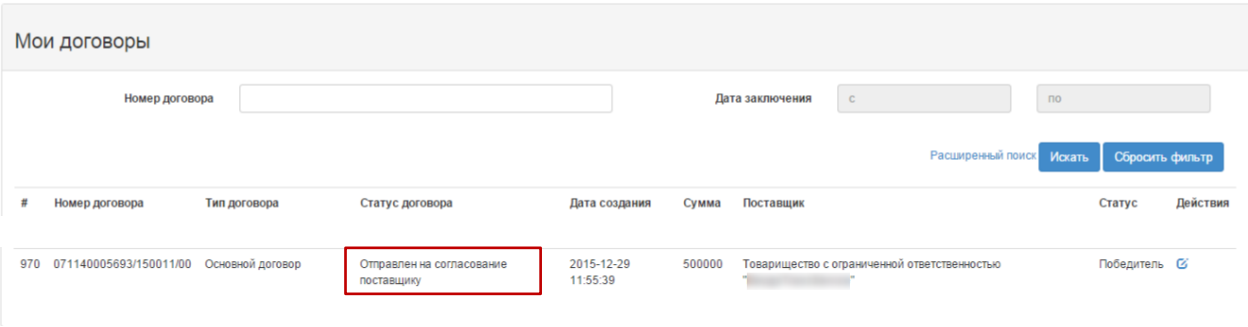 Мои договоры
Номер договора
Дата заключения с по
Расширенный поиск Искать Сбросить фильтр
# Номер договора Тип договора Статус договора Дата создания Сумма Поставщик Статус Действия
970 071140005693/150011/00 Основной договор Отправлен на согласование 2015-12-29 500000 Товарищество с ограниченной ответственностью Победитель
поставщику 11:55:39 " "